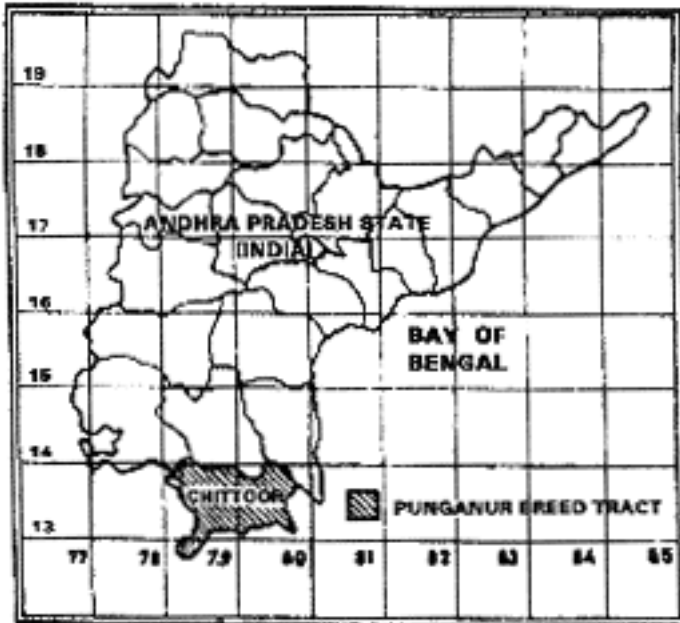 19
18
17
16
15
14
13
ANDHRA PRADESH STATE
(INDIA)
BAY OF
BENGAL
CHITTOOR
PUNGANUR BREED TRACT
77 78 79 80 81 82 83 84 85